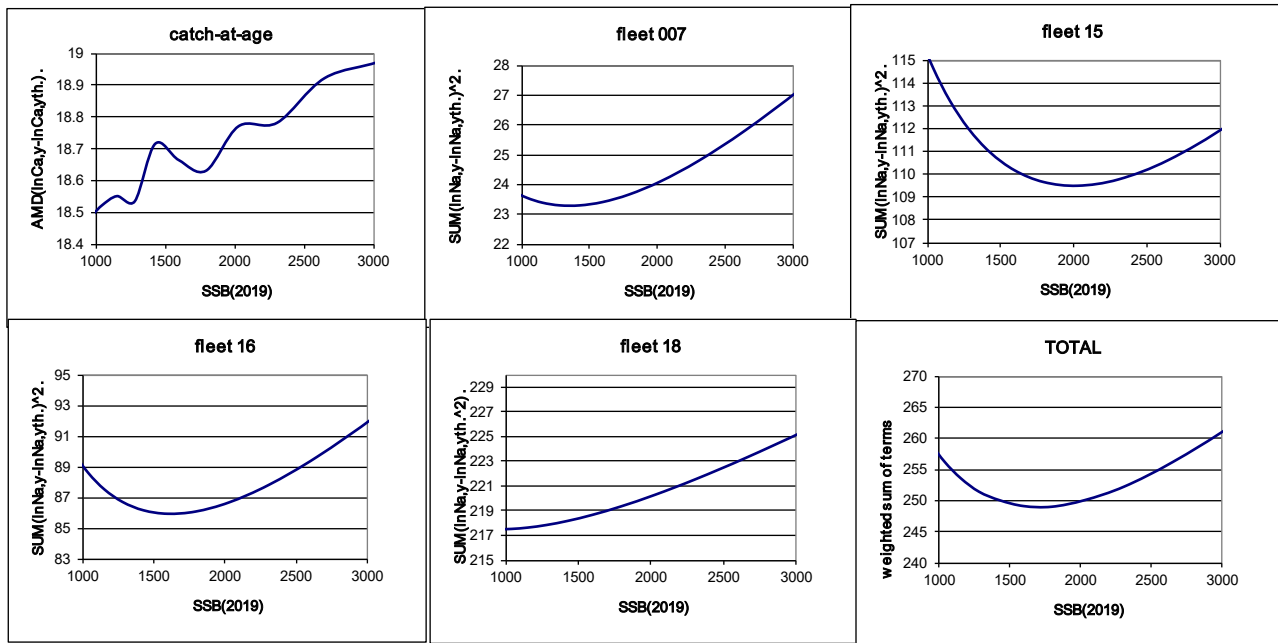 catch-at-age
AMD(lnCa,y-lnCa,yth.).
19
18.9
18.8
18.7
18.6
18.5
18.4
1000 1500 2000 2500 3000
SSB(2019)
fleet 007
SUM(lnNa,y-lnNa,yth.)^2.
28
27
26
25
24
23
22
1000 1500 2000 2500 3000
SSB(2019)
fleet 15
SUM(lnNa,y-lnNa,yth.)^2.
115
114
113
112
111
110
109
108
107
1000 1500 2000 2500 3000
SSB(2019)
fleet 16
SUM(lnNa,y-lnNa,yth.)^2.
95
93
91
89
87
85
83
1000 1500 2000 2500 3000
SSB(2019)
fleet 18
SUM(lnNa,y-lnNa,yth.^2).
229
227
225
223
221
219
217
215
1000 1500 2000 2500 3000
SSB(2019)
TOTAL
weighted sum of terms
270
265
260
255
250
245
240
1000 1500 2000 2500 3000
SSB(2019)